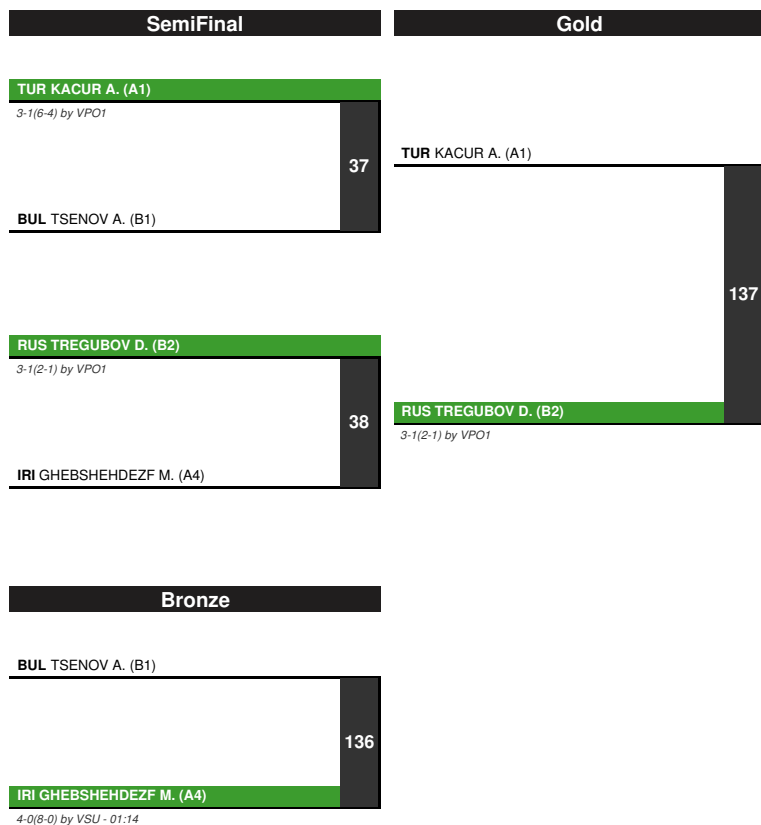 SemiFinal
Gold
TUR KACUR A. (A1)
3-1(6-4) by VPO1
37
BUL TSENOV A. (B1)
TUR KACUR A. (A1)
137
RUS TREGUBOV D. (B2)
3-1(2-1) by VPO1
38
IRI GHEBSHEHDEZF M. (A4)
RUS TREGUBOV D. (B2)
3-1(2-1) by VPO1
Bronze
BUL TSENOV A. (B1)
136
IRI GHEBSHEHDEZF M. (A4)
4-0(8-0) by VSU - 01:14